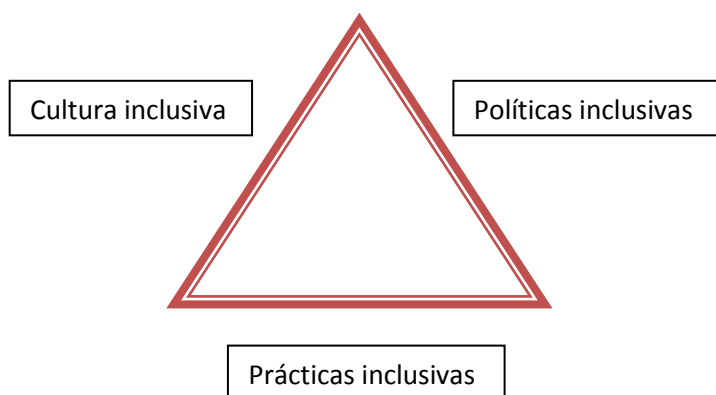 Cultura inclusiva
Políticas inclusivas
Prácticas inclusivas